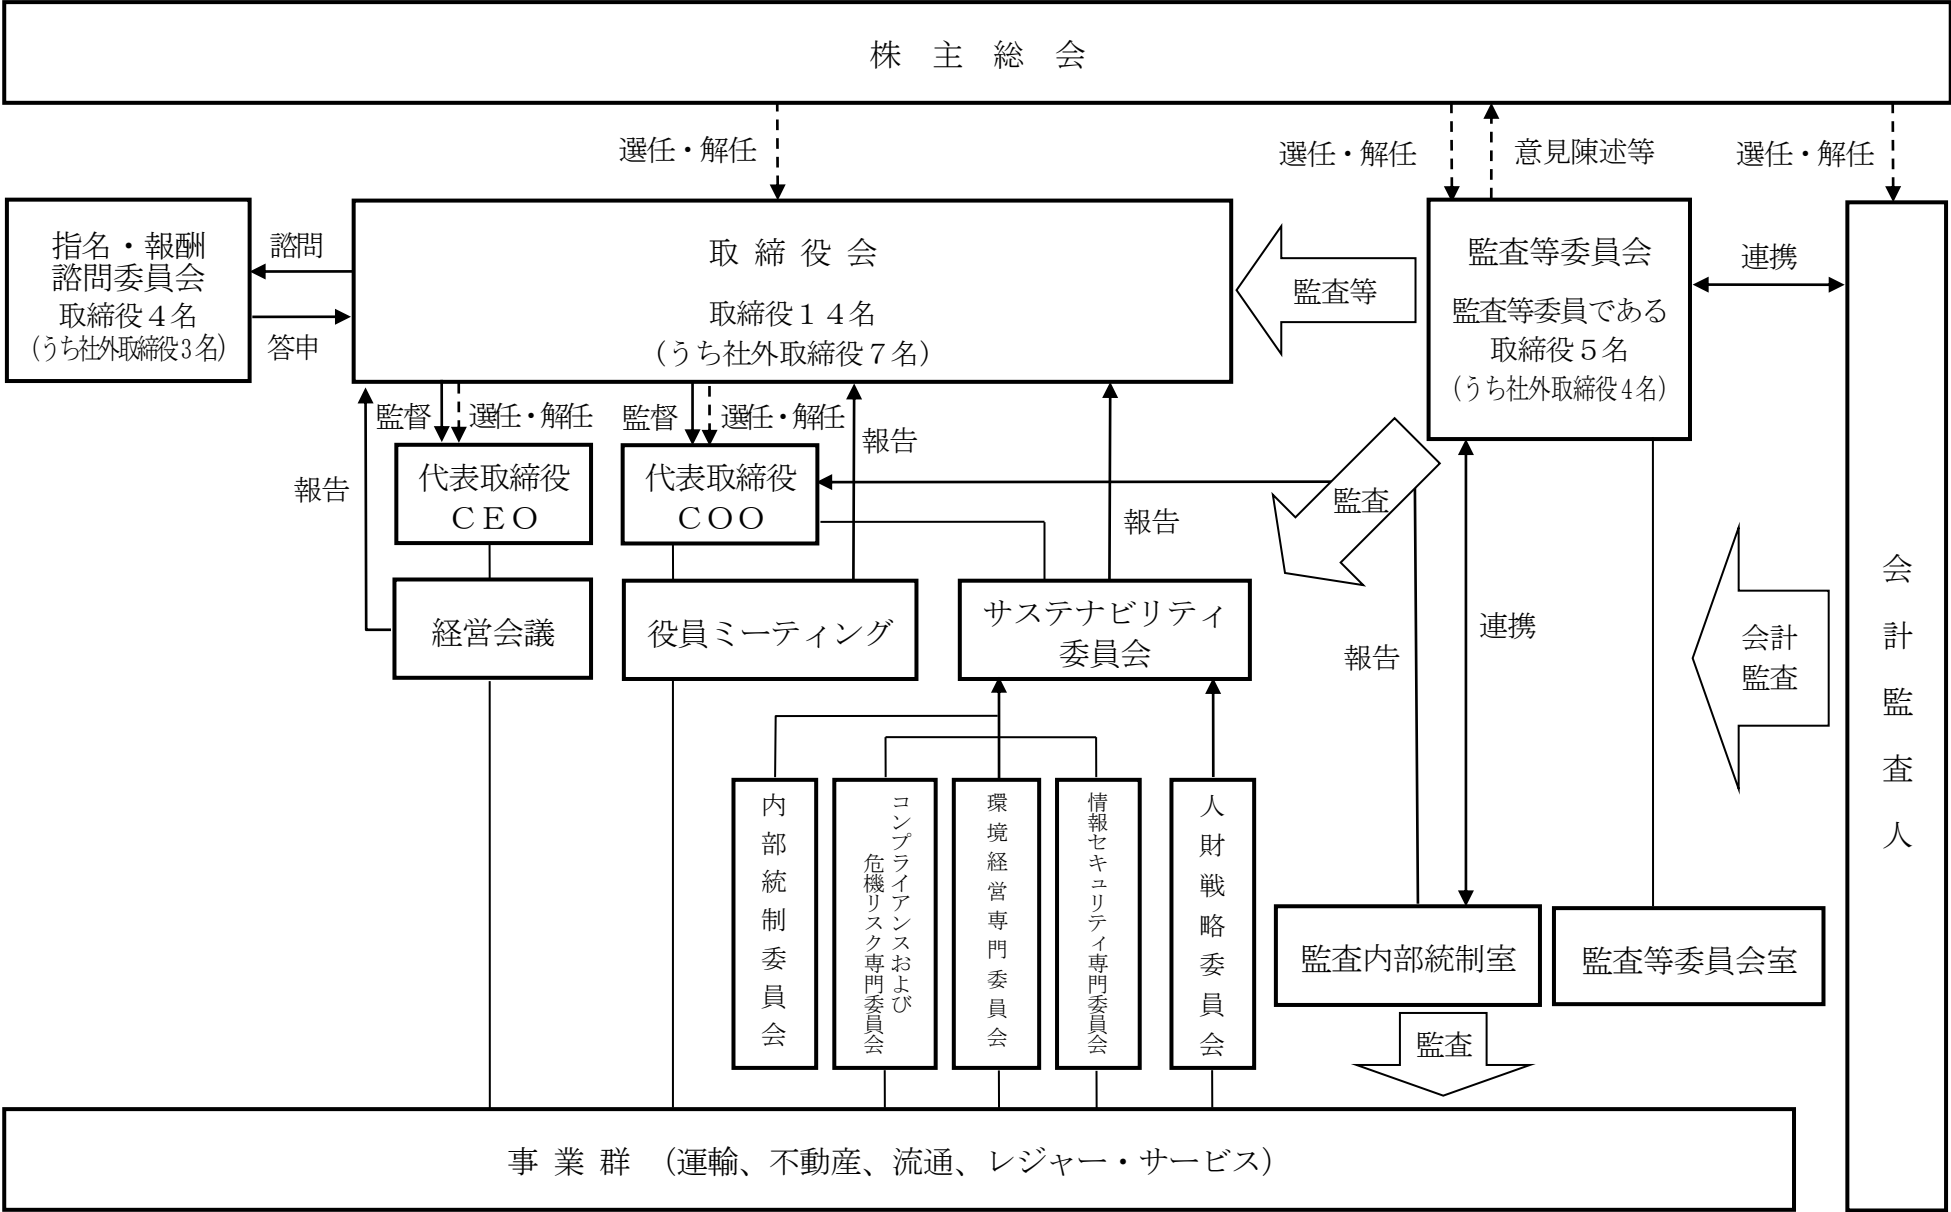 株　主　総　会
選任・解任
選任・解任
意見陳述等
選任・解任
指名・報酬
諮問委員会
取締役４名
（うち社外取締役３名）
諮問
答申
取 締 役 会
取締役１４名
（うち社外取締役７名）
監査等
監査等委員会
監査等委員である
取締役５名
（うち社外取締役４名）
連携
監督
選任・解任
監督
選任・解任
報告
報告
代表取締役
ＣＥＯ
代表取締役
ＣＯＯ
監査
報告
経営会議
役員ミーティング
サステナビリティ
委員会
報告
連携
会計
監査
会計監査人
内部統制委員会
コンプライアンスおよび
危機リスク専門委員会
環境経営専門委員会
情報セキュリティ専門委員会
人財戦略委員会
監査内部統制室
監査等委員会室
監査
事 業 群 （運輸、不動産、流通、レジャー・サービス）